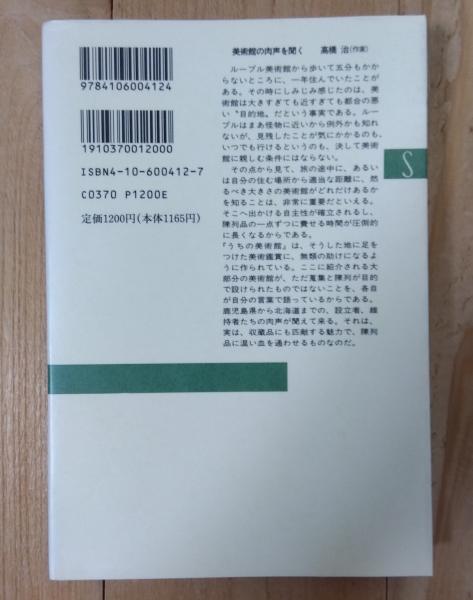 9784106004124
1910370012000
ISBN4-10-600412-7
C0370 P1200E
定価1200円(本体1165円)
美術館の肉声を聞く 高橋 治(作家)
ルーブル美術館から歩いて五分もかか
らないところに、一年住んでいたことが
ある。その時にしみじみ感じたのは、美
術館は大きすぎても近すぎても都合の悪
い〝目的地〟だという事実である。ルー
ブルはまあ怪物に近いから例外かも知れ
ないが、見残したことが気にかかるのも、
いつでも行けるというのも、決して美術
館に親しむ条件にはならない。
その点から見て、旅の途中に、あるい
は自分の住む場所から適当な距離に、然
るべき大きさの美術館がどれだけあるか
を知ることは、非常に重要だといえる。
そこへ出かける自主性が確立されるし、
陳列品の一点ずつに費せる時間が圧倒的
に長くなるからである。
『うちの美術館』は、そうした地に足を
つけた美術鑑賞に、無類の助けになるよ
うに作られている。ここに紹介される大
部分の美術館が、ただ蒐集と陳列が目的
で設けられたものではないことを、各自
が自分の言葉で語っているからである。
鹿児島県から北海道までの、設立者、維
持者たちの肉声が聞えて来る。それは、
実は、収蔵品にも匹敵する魅力で、陳列
品に温い血を通わせるものなのだ。
S